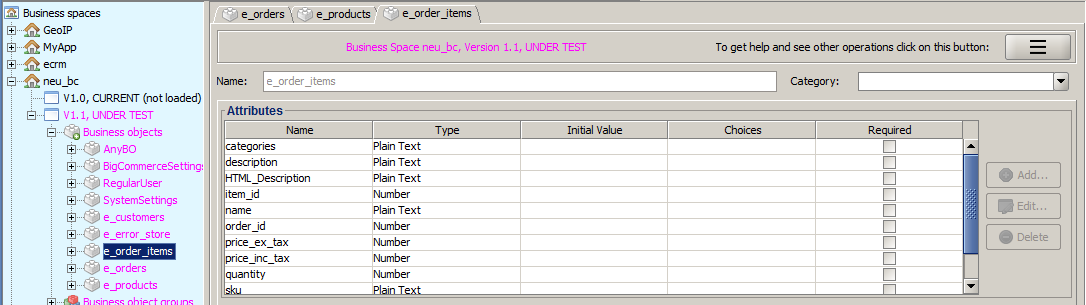 Business spaces
GeoIP
MyApp
ecrm
neu_bc
V1.0, CURRENT (not loaded)
V1.1, UNDER TEST
Business objects
AnyBO
BigCommerceSettings
RegularUser
SystemSettings
e_customers
e_error_store
e_order_items
e_orders
e_products
Business object groups
e_orders e_products e_order_items
Business Space neu_bc, Version 1.1, UNDER TEST To get help and see other operations click on this button:
Name: e_order_items Category:
Attributes
Name Type Initial Value Choices Required
categories Plain Text
description Plain Text
HTML_Description Plain Text
item_id Number
name Plain Text
order_id Number
price_ex_tax Number
price_inc_tax Number
quantity Number
sku Plain Text
Add...
Edit...
Delete